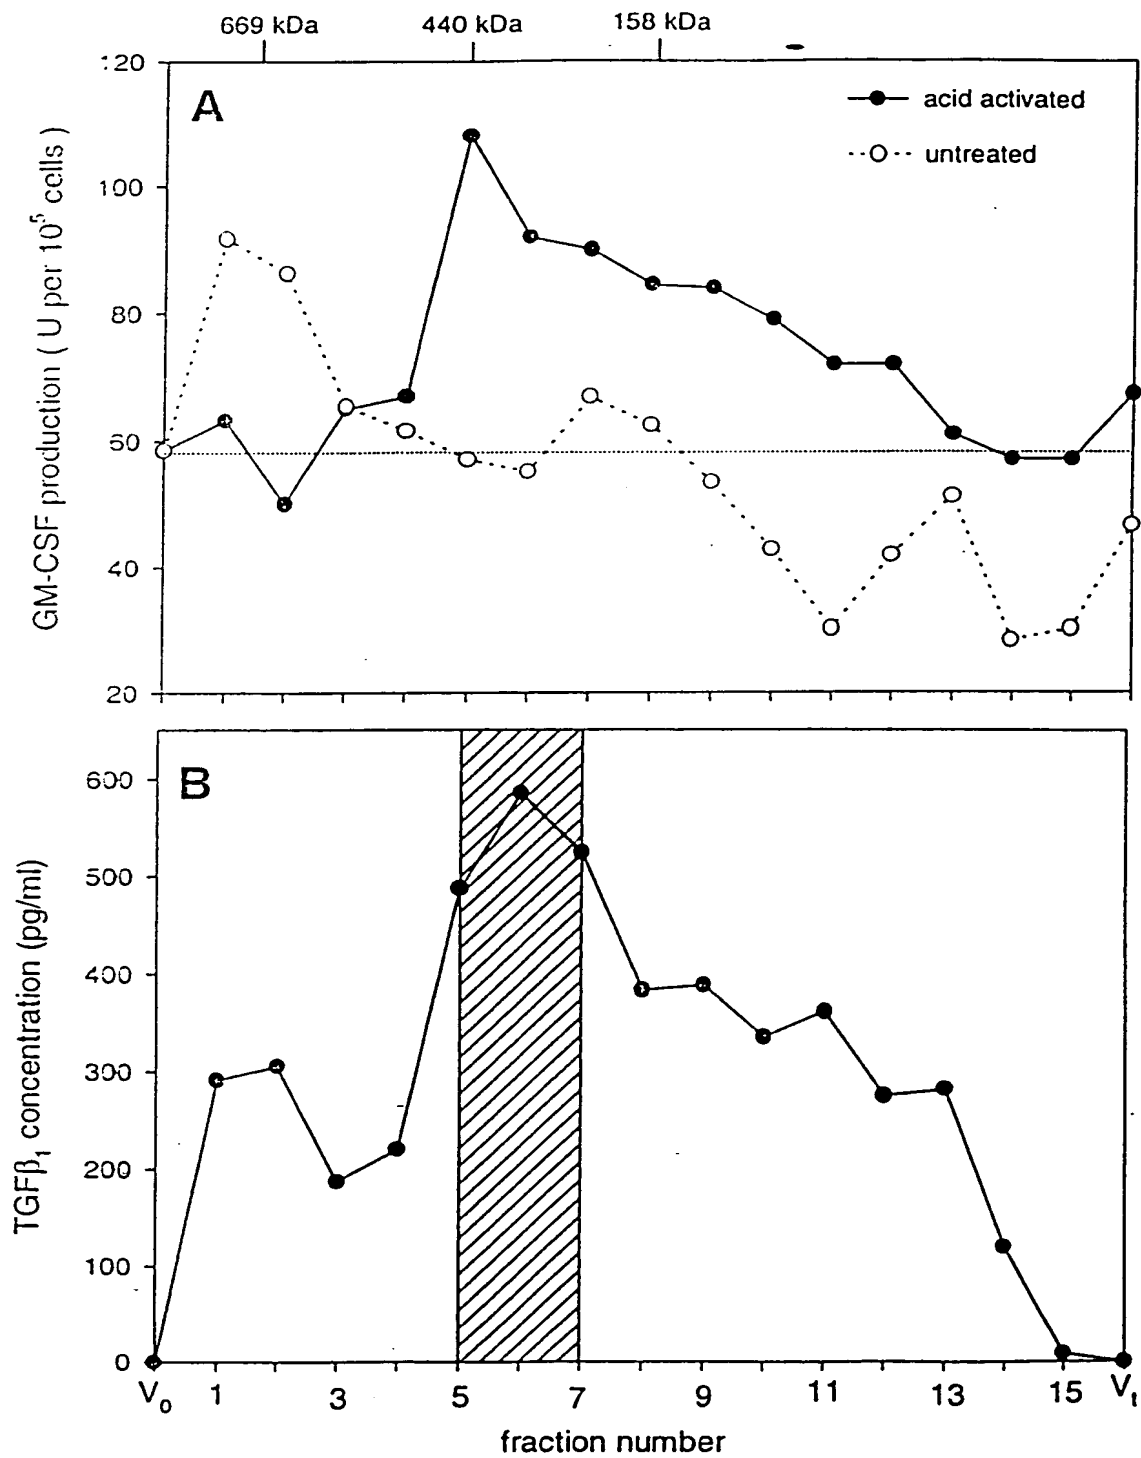 669 kDa 440 kDa 158 kDa
120
A
acid activated
untreated
100
80
60
40
20
GM-CSF production ( U per 10⁵ cells )
B
600
500
400
300
200
100
0
TGFβ₁ concentration (pg/ml)
V₀ 1 3 5 7 9 11 13 15 Vₜ
fraction number